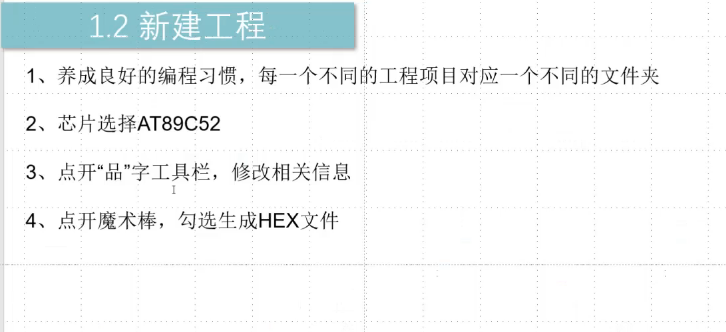 1.2 新建工程
1、养成良好的编程习惯，每一个不同的工程项目对应一个不同的文件夹
2、芯片选择AT89C52
3、点开“品”字工具栏，修改相关信息
4、点开魔术棒，勾选生成HEX文件